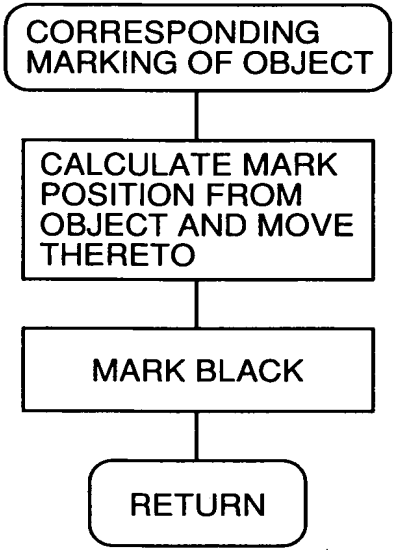 CORRESPONDING
MARKING OF OBJECT
CALCULATE MARK
POSITION FROM
OBJECT AND MOVE
THERETO
MARK BLACK
RETURN